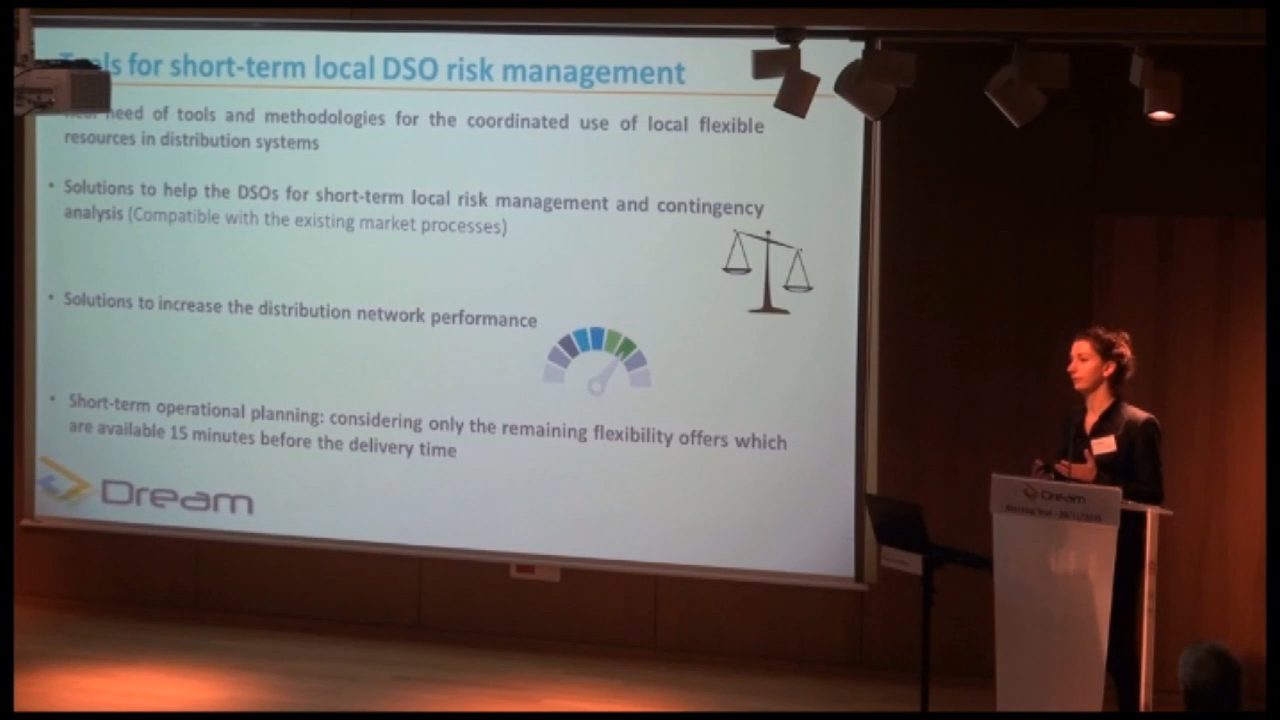 Tools for short-term local DSO risk management
need of tools and methodologies for the coordinated use of local flexible
resources in distribution systems
• Solutions to help the DSOs for short-term local risk management and contingency
analysis (Compatible with the existing market processes)
• Solutions to increase the distribution network performance
• Short-term operational planning: considering only the remaining flexibility offers which
are available 15 minutes before the delivery time
Dream
Dream